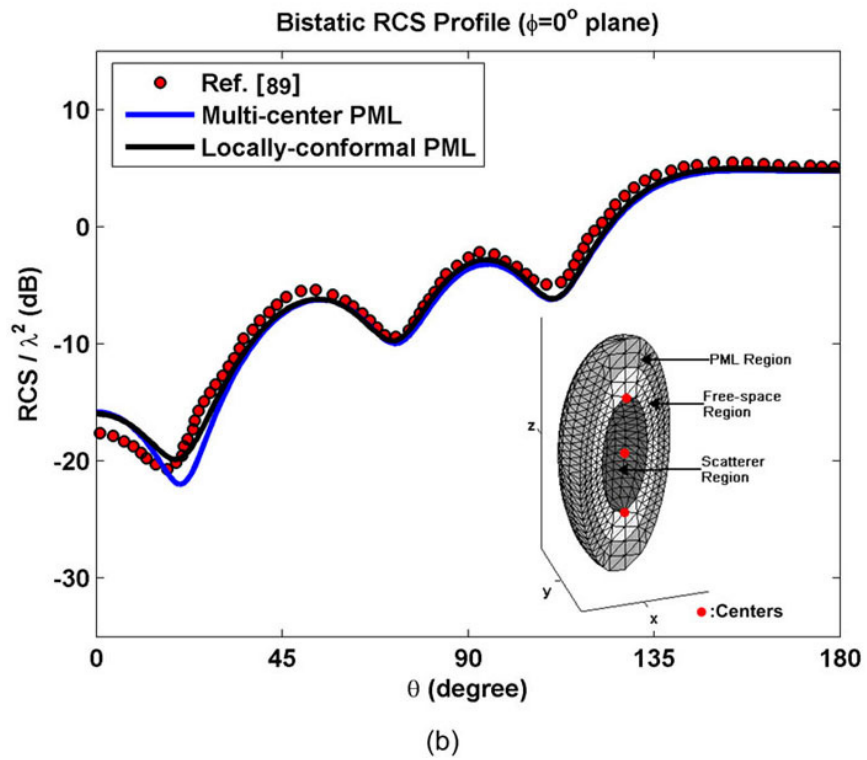 Bistatic RCS Profile (ϕ=0° plane)
Ref. [89]
Multi-center PML
Locally-conformal PML
10
0
-10
-20
-30
RCS / λ² (dB)
PML Region
Free-space
Region
Scatterer
Region
z
y
x
:Centers
0
45
90
135
180
θ (degree)
(b)